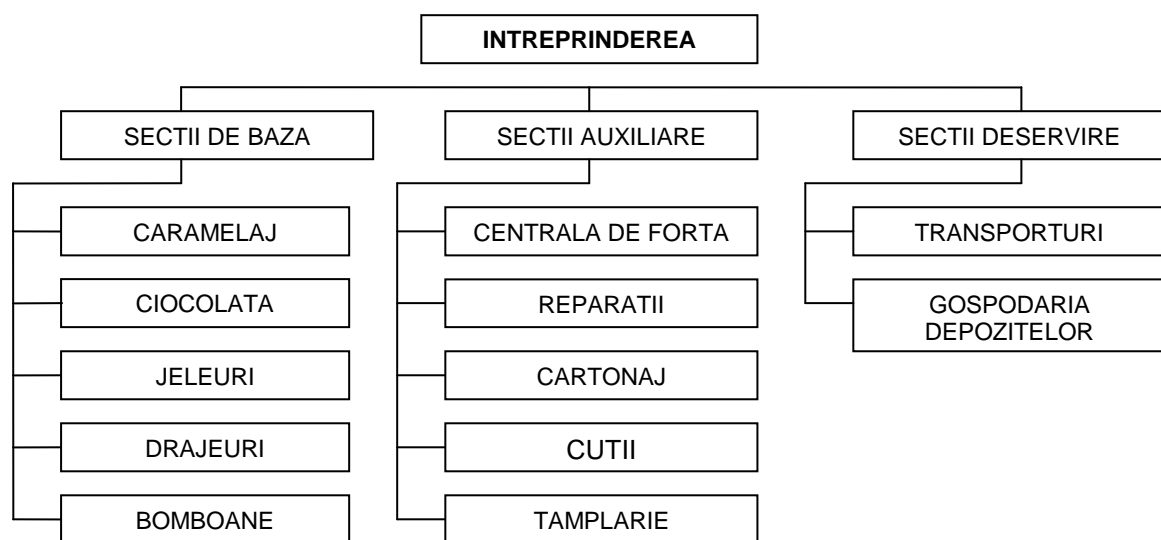 INTREPRINDEREA
SECTII DE BAZA
SECTII AUXILIARE
SECTII DESERVIRE
CARAMELAJ
CENTRALA DE FORTA
TRANSPORTURI
CIOCOLATA
REPARATII
GOSPODARIA
DEPOZITELOR
JELEURI
CARTONAJ
DRAJEURI
CUTII
BOMBOANE
TAMPLARIE